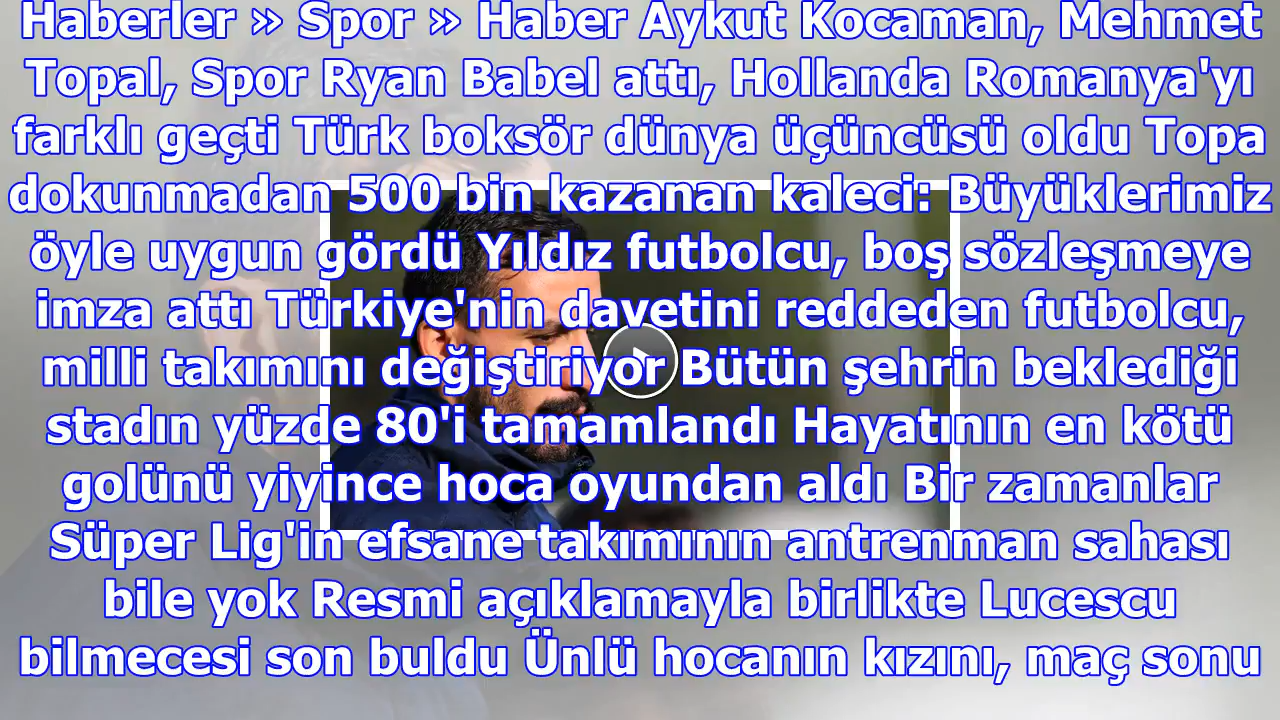 Haberler » Spor » Haber Aykut Kocaman, Mehmet
Topal, Spor Ryan Babel attı, Hollanda Romanya'yı
farklı geçti Türk boksör dünya üçüncüsü oldu Topa
dokunmadan 500 bin kazanan kaleci: Büyüklerimiz
öyle uygun gördü Yıldız futbolcu, boş sözleşmeye
imza attı Türkiye'nin davetini reddeden futbolcu,
milli takımını değiştiriyor Bütün şehrin beklediği
stadın yüzde 80'i tamamlandı Hayatının en kötü
golünü yiyince hoca oyundan aldı Bir zamanlar
Süper Lig'in efsane takımının antrenman sahası
bile yok Resmi açıklamayla birlikte Lucescu
bilmecesi son buldu Ünlü hocanın kızını, maç sonu